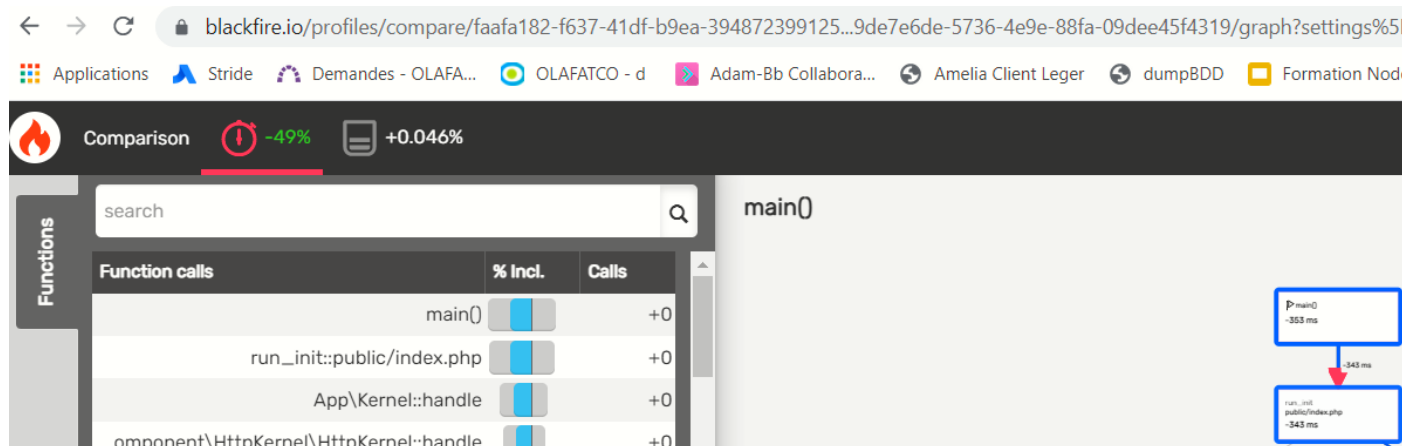 blackfire.io/profiles/compare/faafa182-f637-41df-b9ea-394872399125...9de7e6de-5736-4e9e-88fa-09dee45f4319/graph?settings%5
Applications Stride Demandes - OLAFA... OLAFATCO - d Adam-Bb Collabora... Amelia Client Leger dumpBDD Formation Nod
Comparison -49% +0.046%
Functions
search
main()
Function calls % Incl. Calls
main() +0
run_init::public/index.php +0
App\Kernel::handle +0
omponent\HttpKernel\HttpKernel::handle +0
main()
-353 ms
-343 ms
run_init
public/index.php
-343 ms